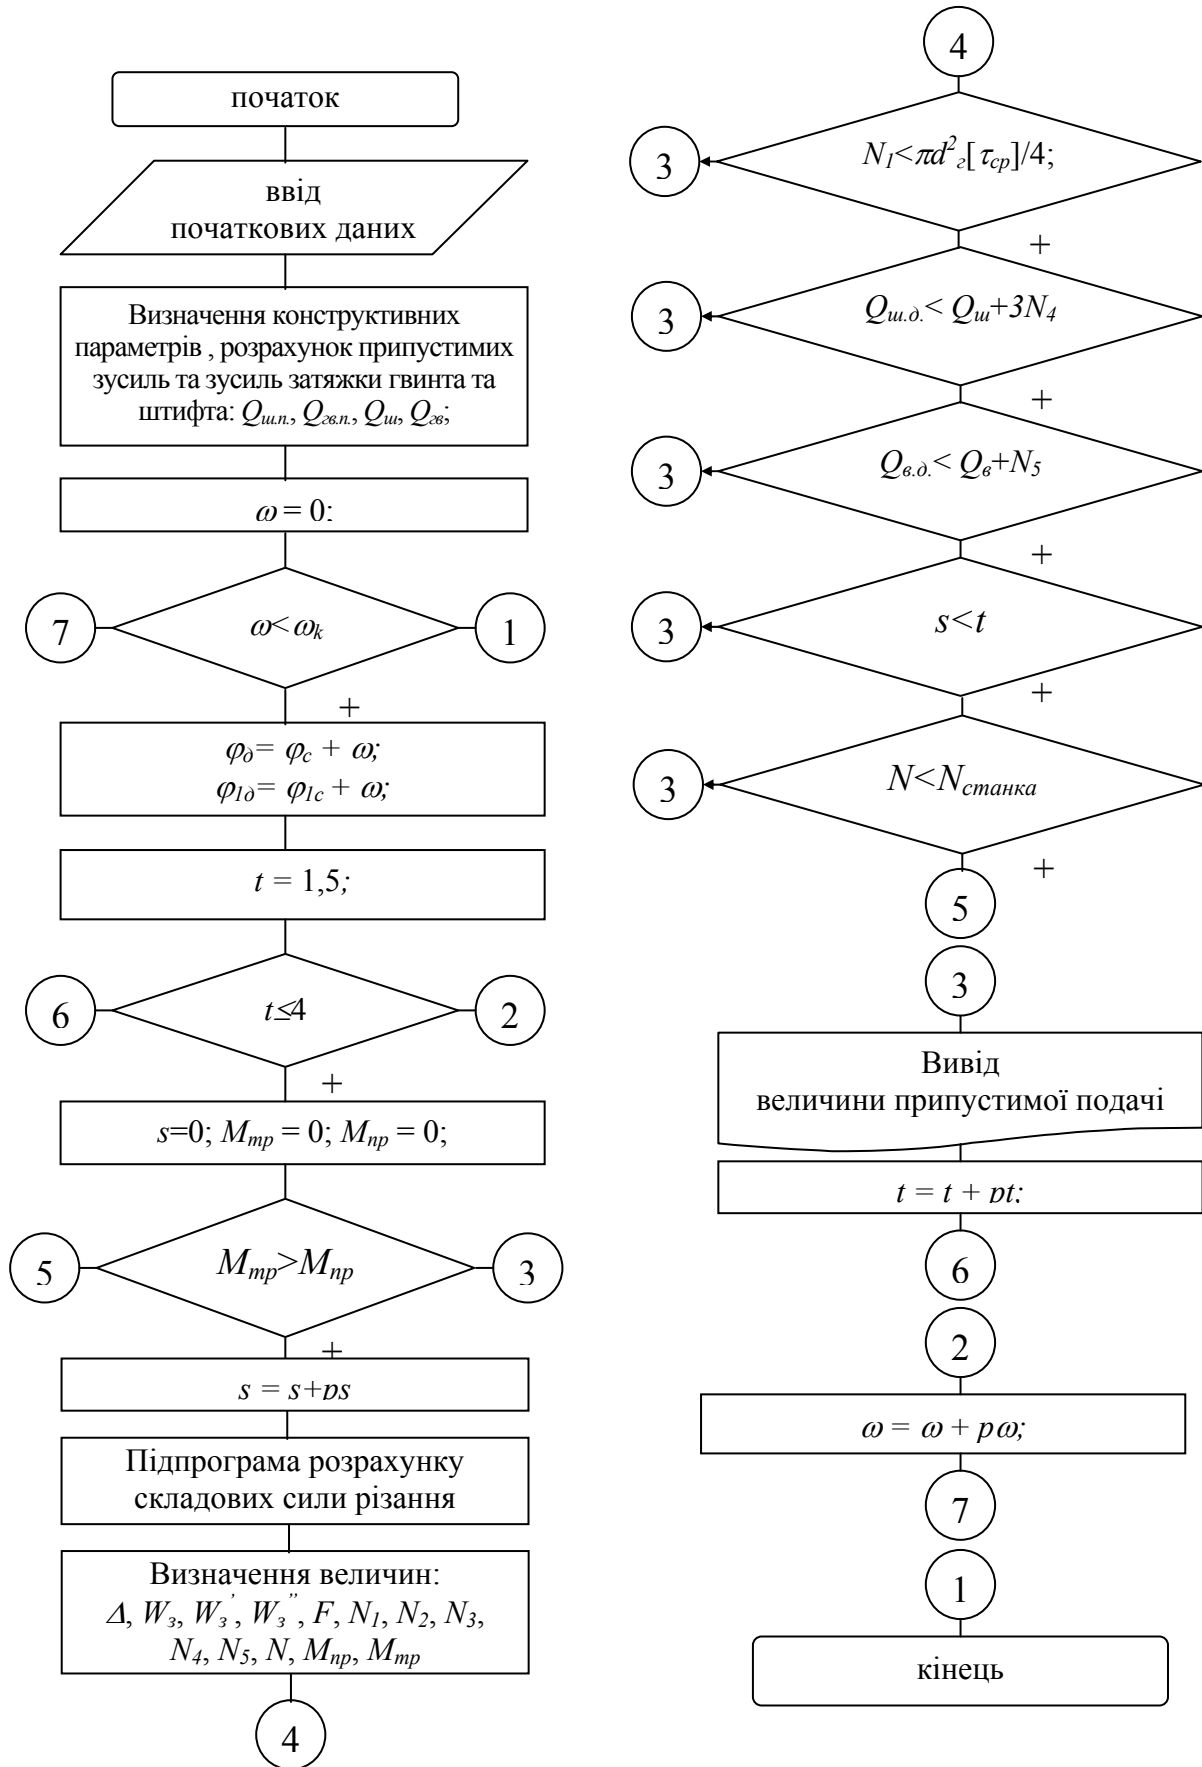 початок
ввід
початкових даних
Визначення конструктивних
параметрів , розрахунок припустимих
зусиль та зусиль затяжки гвинта та
штифта: Qш.п., Qгв.п., Qш, Qгв;
ω = 0;
7
ω<ωk
1
+
φд= φс + ω;
φ1д= φ1с + ω;
t = 1,5;
6
t≤4
2
+
s=0; Mтр = 0; Mпр = 0;
5
Mтр>Mпр
3
+
s = s+ps
Підпрограма розрахунку
складових сили різання
Визначення величин:
Δ, Wз, Wз', Wз'', F, N1, N2, N3,
N4, N5, N, Mпр, Mтр
4
4
3
N1<πd²г[τср]/4;
+
3
Qш.д.< Qш+3N4
+
3
Qв.д.< Qв+N5
+
3
s<t
+
3
N<Nстанка
+
5
3
Вивід
величини припустимої подачі
t = t + pt;
6
2
ω = ω + pω;
7
1
кінець